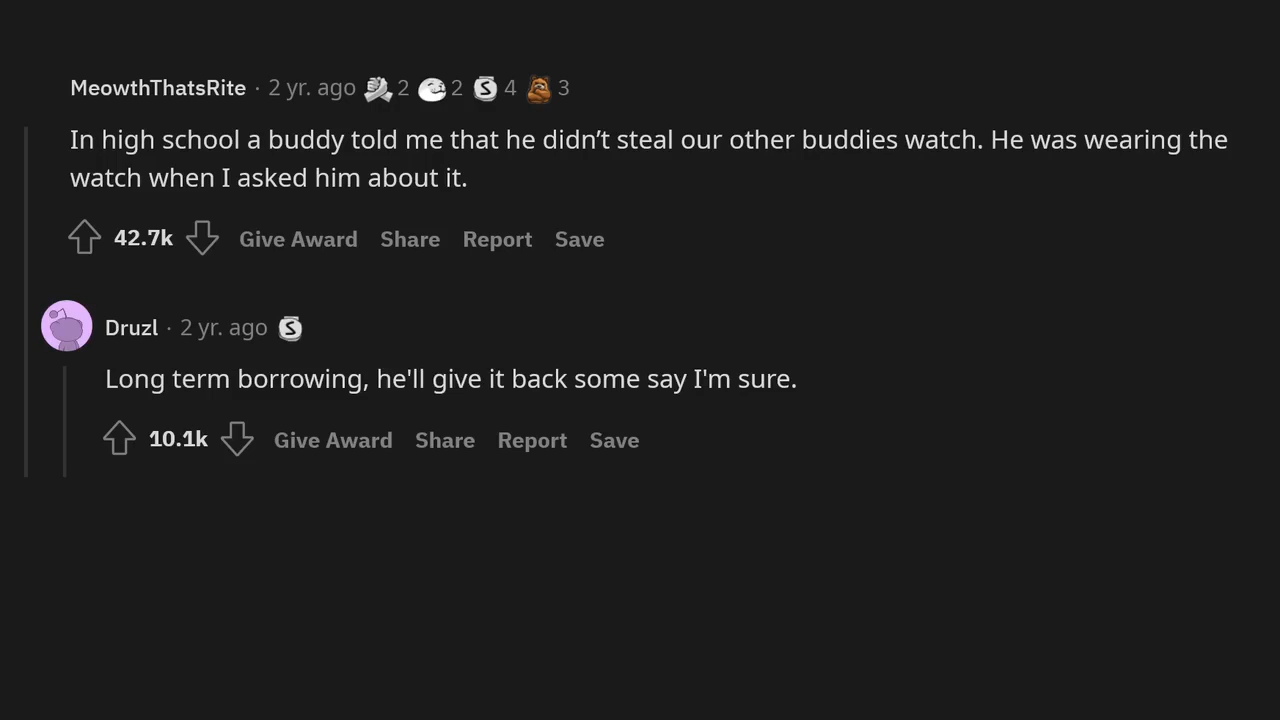 MeowthThatsRite · 2 yr. ago 2 2 S 4 3
In high school a buddy told me that he didn’t steal our other buddies watch. He was wearing the
watch when I asked him about it.
42.7k Give Award Share Report Save
Druzl · 2 yr. ago S
Long term borrowing, he'll give it back some say I'm sure.
10.1k Give Award Share Report Save